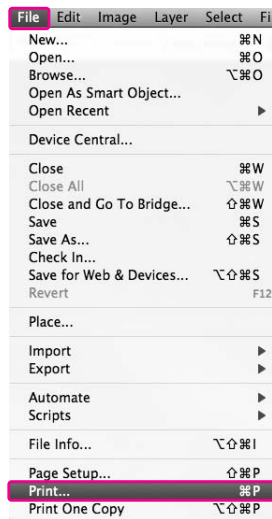 File Edit Image Layer Select Fi
New... ⌘N
Open... ⌘O
Browse... ⌥⌘O
Open As Smart Object...
Open Recent ▶
Device Central...
Close ⌘W
Close All ⌥⌘W
Close and Go To Bridge... ⇧⌘W
Save ⌘S
Save As... ⇧⌘S
Check In...
Save for Web & Devices... ⌥⇧⌘S
Revert F12
Place...
Import ▶
Export ▶
Automate ▶
Scripts ▶
File Info... ⌥⇧⌘I
Page Setup... ⇧⌘P
Print... ⌘P
Print One Copy ⌥⇧⌘P